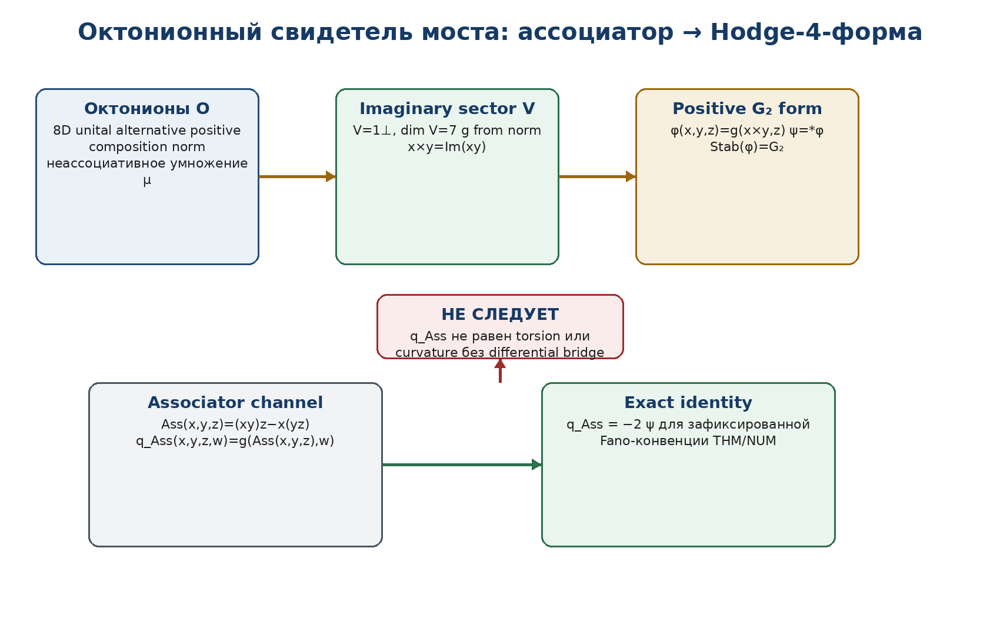 Октонионный свидетель моста: ассоциатор → Hodge-4-форма
Октонионы O
8D unital alternative positive
composition norm
неассоциативное умножение
μ
Imaginary sector V
V=1⊥, dim V=7 g from norm
x×y=Im(xy)
Positive G₂ form
φ(x,y,z)=g(x×y,z) ψ=*φ
Stab(φ)=G₂
НЕ СЛЕДУЕТ
q_Ass не равен torsion или
curvature без differential bridge
Associator channel
Ass(x,y,z)=(xy)z−x(yz)
q_Ass(x,y,z,w)=g(Ass(x,y,z),w)
Exact identity
q_Ass = −2 ψ для зафиксированной
Fano-конвенции THM/NUM